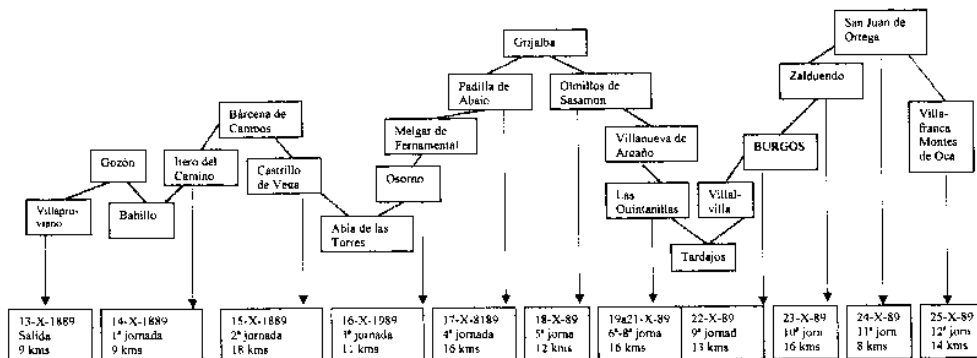 San Juan de
Ortega
Grijalba
Zalduendo
Padilla de
Abajo
Olmillos de
Sasamon
Bárcena de
Campos
Melgar de
Fernamental
Villanueva de
Argaño
BURGOS
Villa-
franca
Montes
de Oca
Gozón
Itero del
Camino
Castrillo
de Vega
Osorno
Las
Quintanillas
Villal-
villa
Villapro-
viano
Bahillo
Abia de las
Torres
Tardajos
13-X-1889
Salida
9 kms
14-X-1889
1ª jornada
9 kms
15-X-1889
2ª jornada
18 kms
16-X-1989
3ª jornada
11 kms
17-X-8189
4ª jornada
16 kms
18-X-89
5ª jorna
12 kms
19a21-X-89
6ª-8ª jorna
16 kms
22-X-89
9ª jornad
13 kms
23-X-89
10ª jorn
16 kms
24-X-89
11ª jorn
8 kms
25-X-89
12ª jorn
14 kms